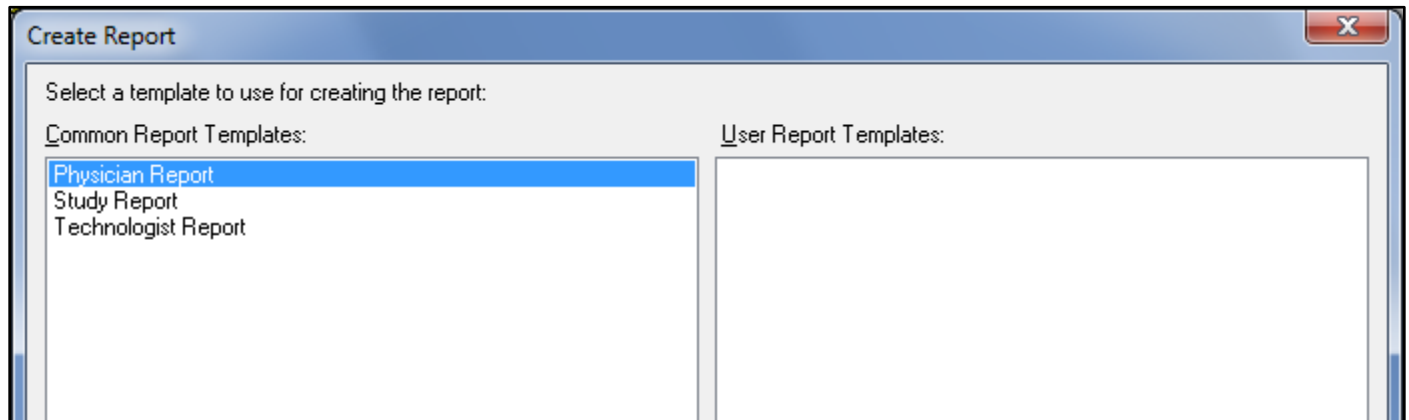 Create Report
Select a template to use for creating the report:
Common Report Templates:
User Report Templates:
Physician Report
Study Report
Technologist Report